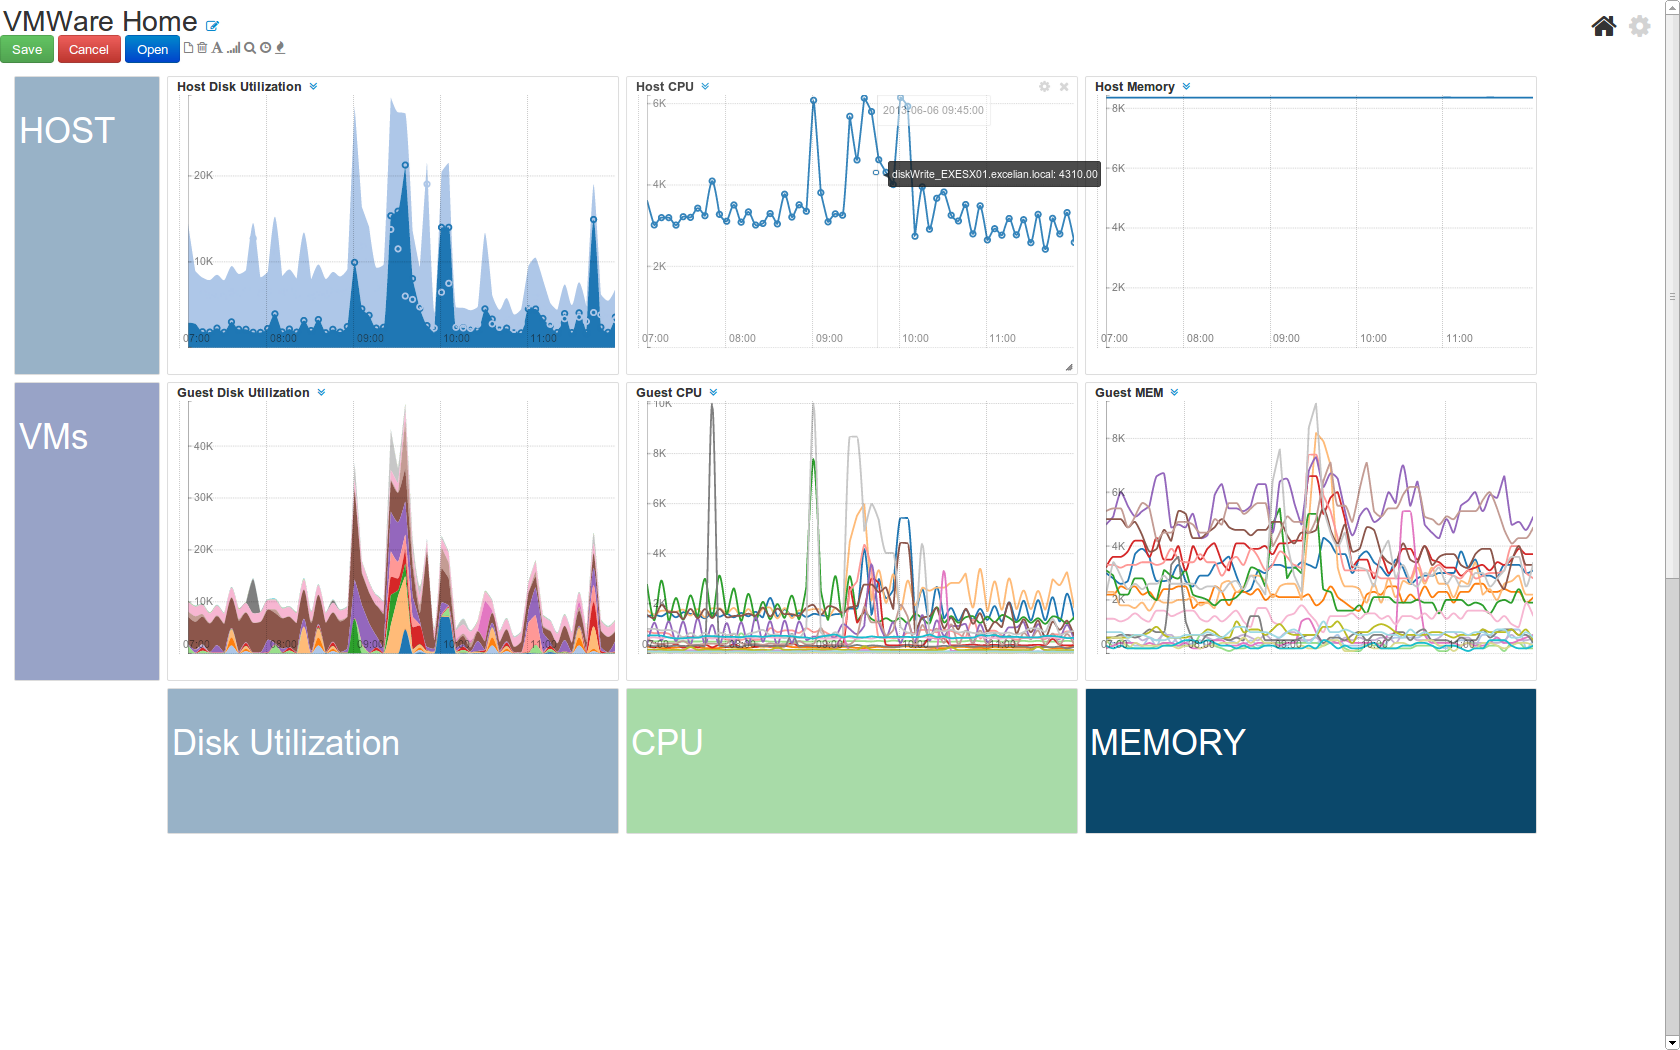 VMWare Home
Save Cancel Open
HOST
Host Disk Utilization
20K
10K
07:00 08:00 09:00 10:00 11:00
Host CPU
6K
4K
2K
2013-06-06 09:45:00
diskWrite_EXESX01.excelian.local: 4310.00
07:00 08:00 09:00 10:00 11:00
Host Memory
8K
6K
4K
2K
07:00 08:00 09:00 10:00 11:00
VMs
Guest Disk Utilization
40K
30K
20K
10K
07:00 08:00 09:00 10:00 11:00
Guest CPU
10K
8K
6K
4K
2K
07:00 08:00 09:00 10:00 11:00
Guest MEM
8K
6K
4K
2K
07:00 08:00 09:00 10:00 11:00
Disk Utilization
CPU
MEMORY